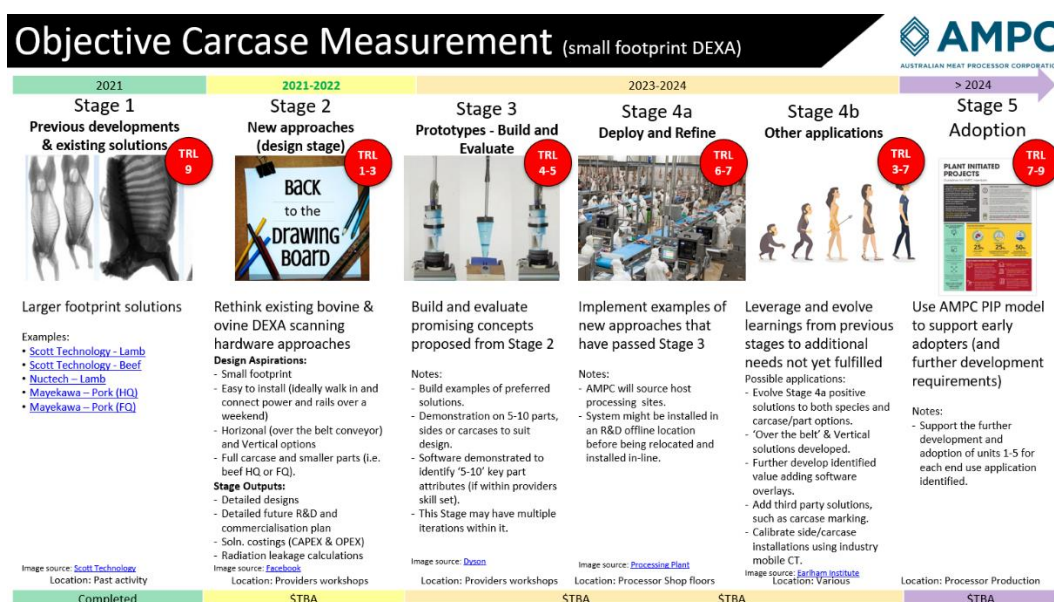 Objective Carcase Measurement (small footprint DEXA)
AMPC
AUSTRALIAN MEAT PROCESSOR CORPORATION
2021
2021-2022
2023-2024
> 2024
Stage 1
Previous developments
& existing solutions
TRL
9
Larger footprint solutions
Examples:
• Scott Technology - Lamb
• Scott Technology - Beef
• Nuctech – Lamb
• Mayekawa – Pork (HQ)
• Mayekawa – Pork (FQ)
Image source: Scott Technology
Location: Past activity
Completed
Stage 2
New approaches
(design stage)
TRL
1-3
BACK
to the
DRAWING
BOARD
Rethink existing bovine &
ovine DEXA scanning
hardware approaches
Design Aspirations:
- Small footprint
- Easy to install (ideally walk in and
connect power and rails over a
weekend)
- Horizonal (over the belt conveyor)
and Vertical options
- Full carcase and smaller parts (i.e.
beef HQ or FQ).
Stage Outputs:
- Detailed designs
- Detailed future R&D and
commercialisation plan
- Soln. costings (CAPEX & OPEX)
- Radiation leakage calculations
Image source: Facebook
Location: Providers workshops
$TBA
Stage 3
Prototypes - Build and
Evaluate
TRL
4-5
Build and evaluate
promising concepts
proposed from Stage 2
Notes:
- Build examples of preferred
solutions.
- Demonstration on 5-10 parts,
sides or carcases to suit
design.
- Software demonstrated to
identify '5-10' key part
attributes (if within providers
skill set).
- This Stage may have multiple
iterations within it.
Image source: Dyson
Location: Providers workshops
$TBA
Stage 4a
Deploy and Refine
TRL
6-7
Implement examples of
new approaches that
have passed Stage 3
Notes:
- AMPC will source host
processing sites.
- System might be installed in
an R&D offline location
before being relocated and
installed in-line.
Image source: Processing Plant
Location: Processor Shop floors
$TBA
Stage 4b
Other applications
TRL
3-7
Leverage and evolve
learnings from previous
stages to additional
needs not yet fulfilled
Possible applications:
- Evolve Stage 4a positive
solutions to both species and
carcase/part options.
- 'Over the belt' & Vertical
solutions developed.
- Further develop identified
value adding software
overlays.
- Add third party solutions,
such as carcase marking.
- Calibrate side/carcase
installations using industry
mobile CT.
Image source: Earlham Institute
Location: Various
Stage 5
Adoption
TRL
7-9
PLANT INITIATED
PROJECTS
25%
25%
50%
Use AMPC PIP model
to support early
adopters (and
further development
requirements)
Notes:
- Support the further
development and
adoption of units 1-5 for
each end use application
identified.
Location: Processor Production
$TBA